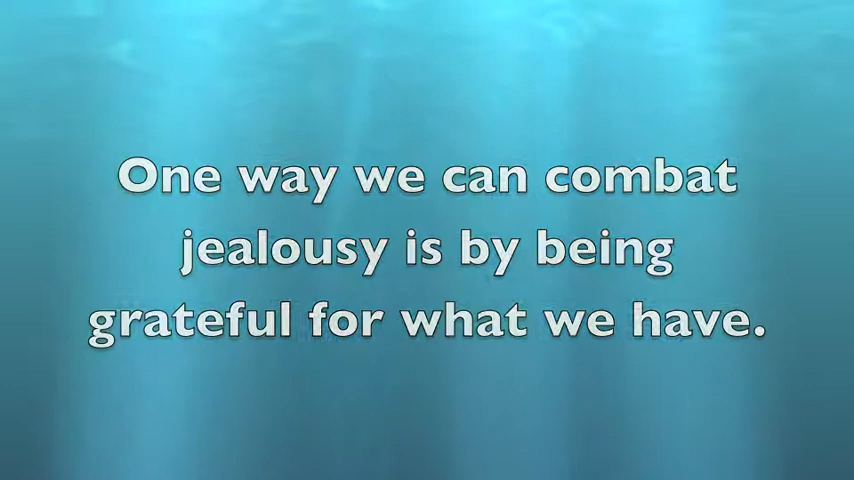 One way we can combat
jealousy is by being
grateful for what we have.